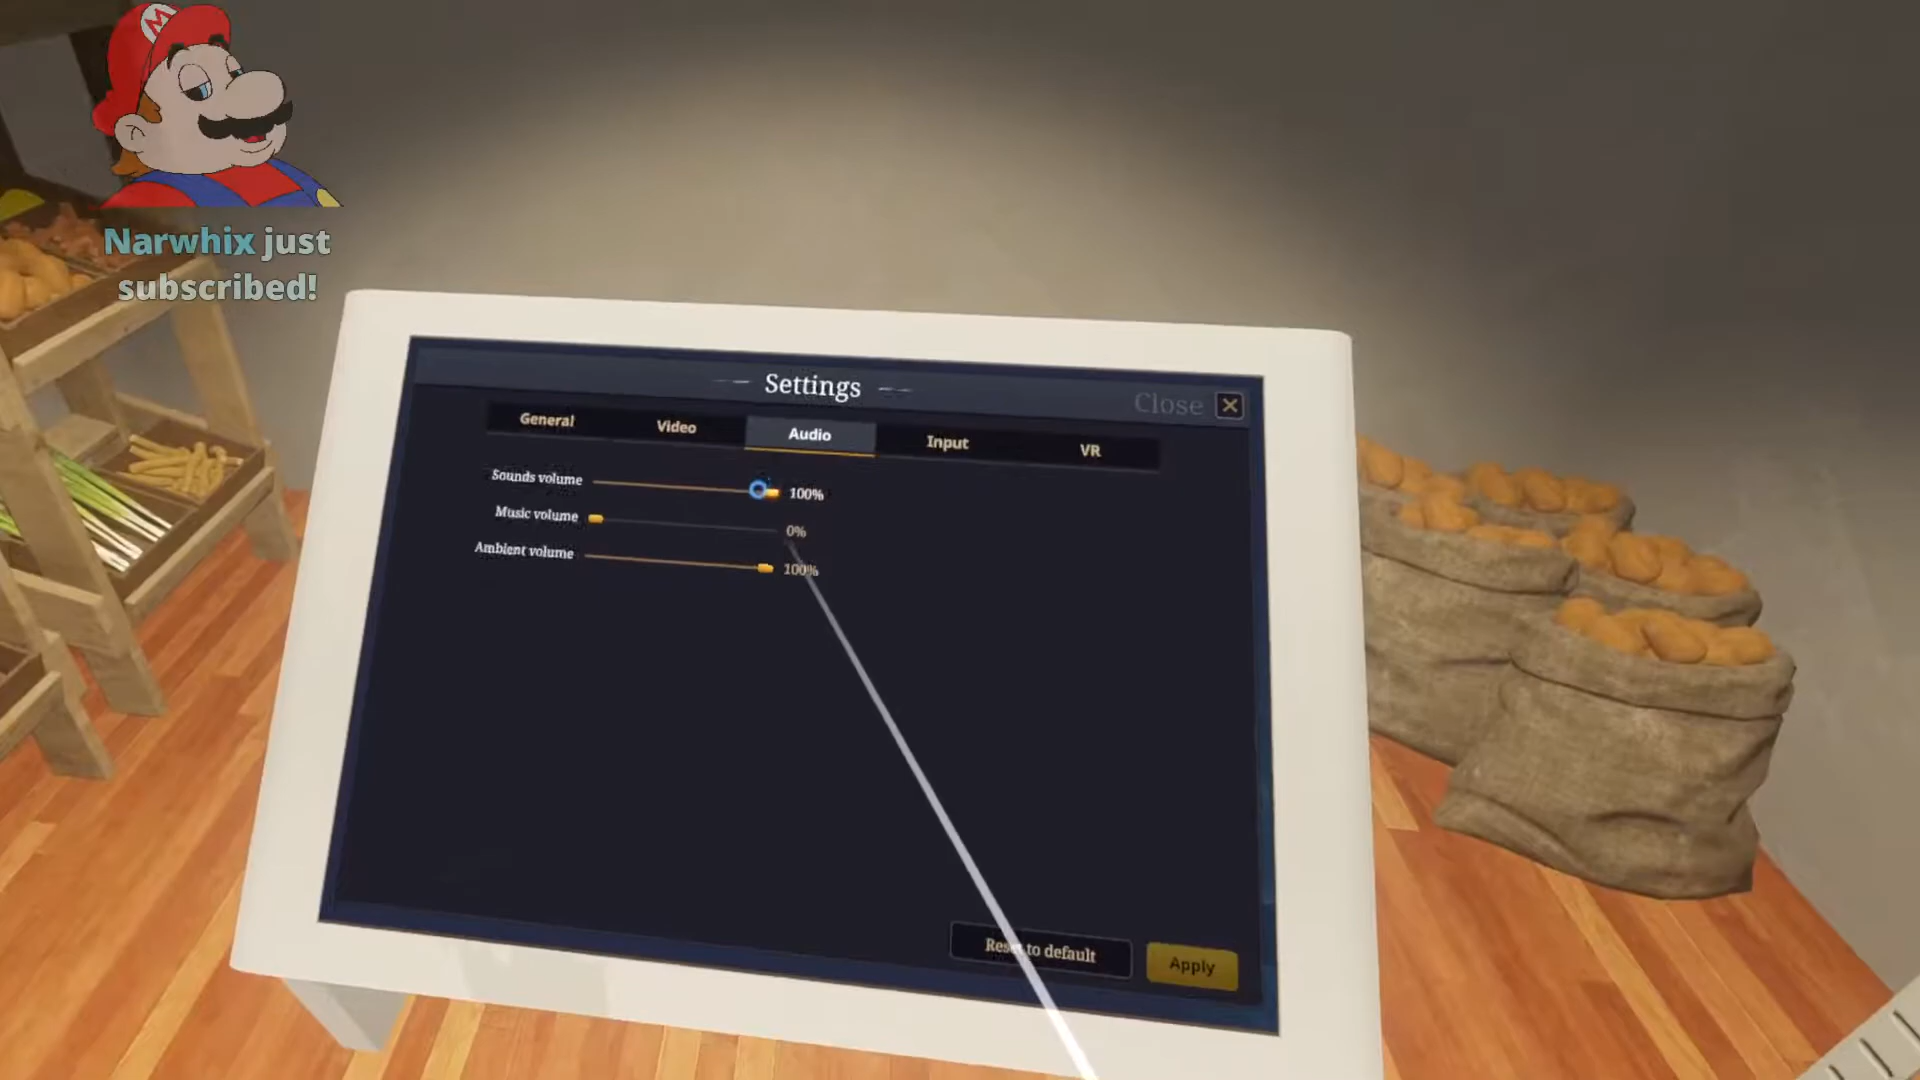 M
Narwhix just
subscribed!
Settings
Close
General
Video
Audio
Input
VR
Sounds volume
100%
Music volume
0%
Ambient volume
100%
Reset to default
Apply